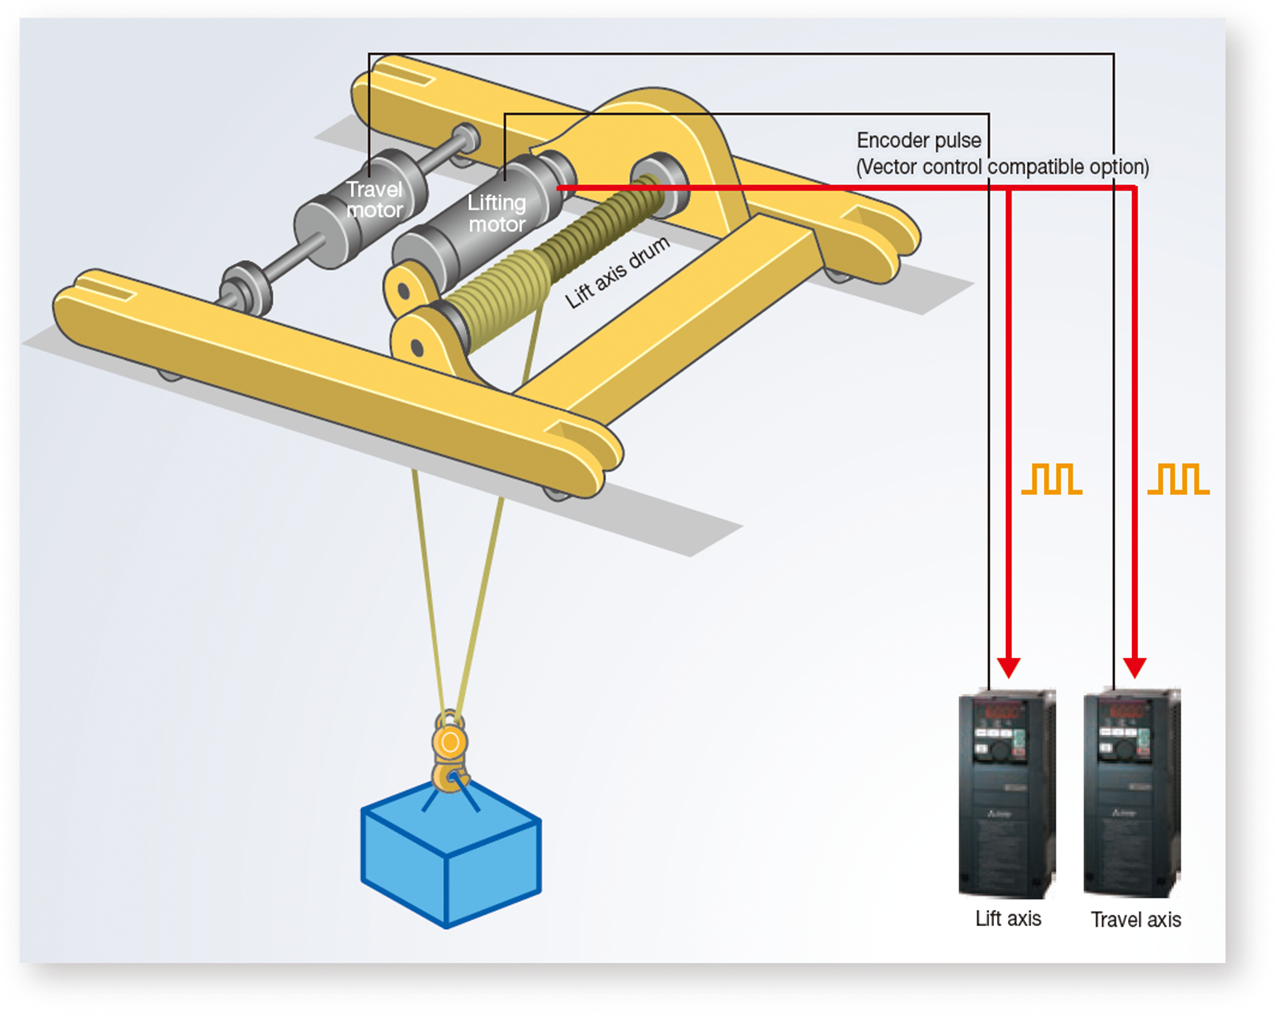 Encoder pulse
(Vector control compatible option)
Travel
motor
Lifting
motor
Lift axis drum
Lift axis
Travel axis